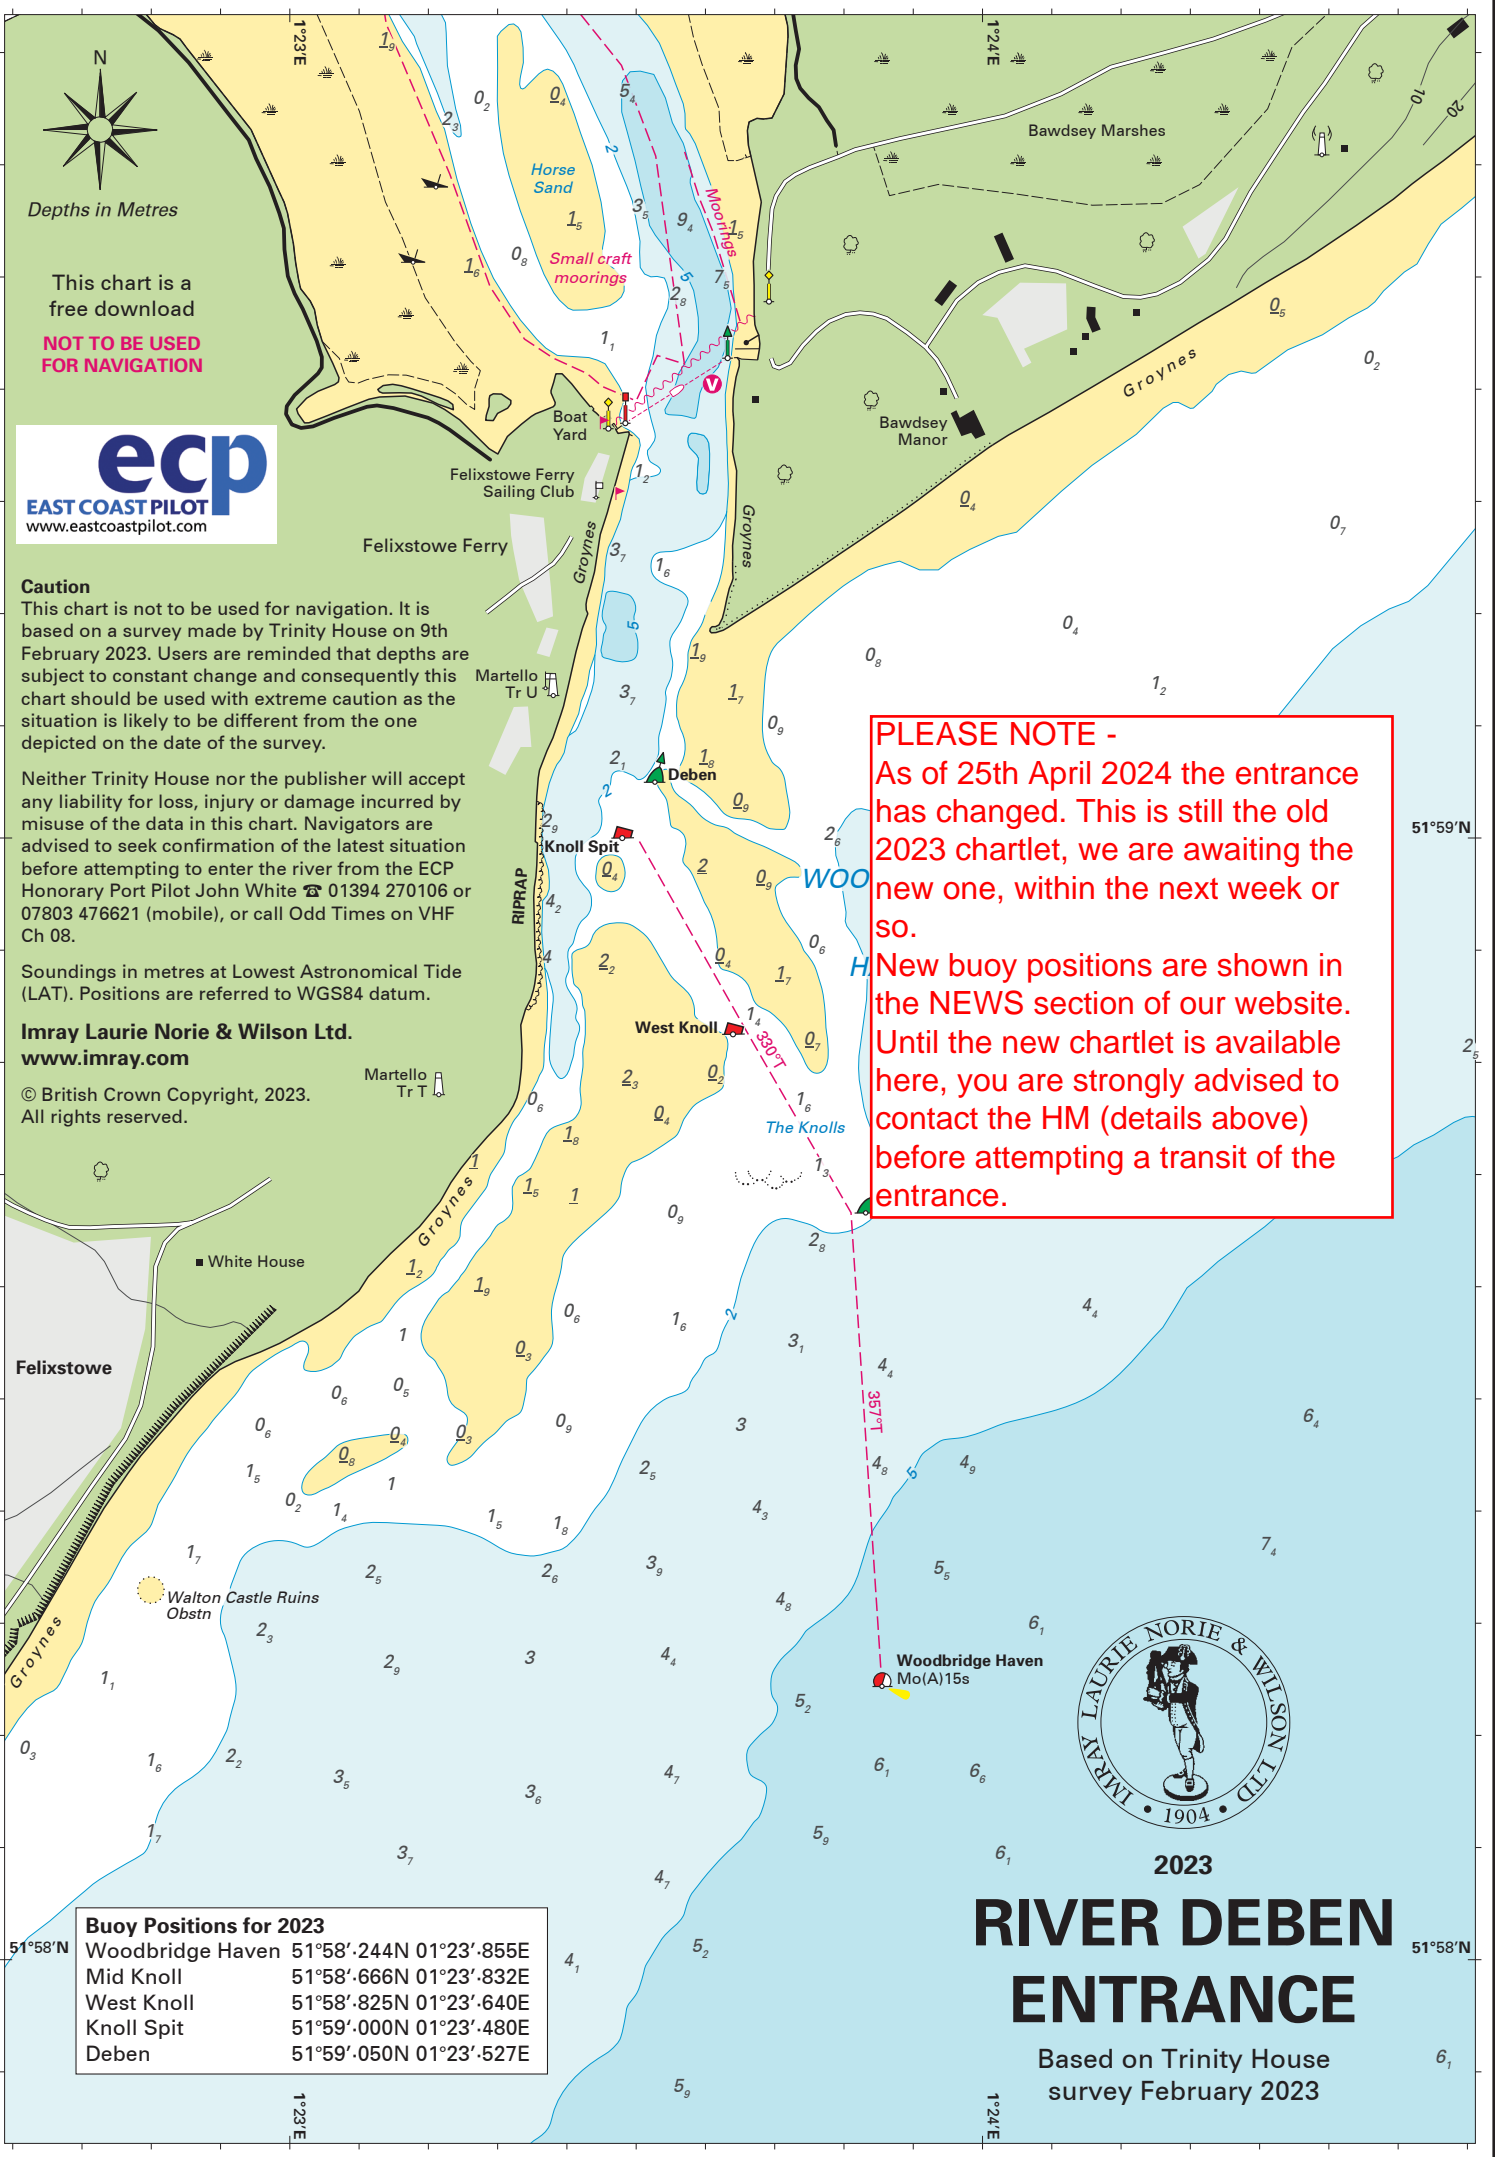 1°23'E
1°24'E
N
Depths in Metres
This chart is a
free download
NOT TO BE USED
FOR NAVIGATION
ecp
EAST COAST PILOT
www.eastcoastpilot.com
Caution
This chart is not to be used for navigation. It is
based on a survey made by Trinity House on 9th
February 2023. Users are reminded that depths are
subject to constant change and consequently this
chart should be used with extreme caution as the
situation is likely to be different from the one
depicted on the date of the survey.
Neither Trinity House nor the publisher will accept
any liability for loss, injury or damage incurred by
misuse of the data in this chart. Navigators are
advised to seek confirmation of the latest situation
before attempting to enter the river from the ECP
Honorary Port Pilot John White ☎ 01394 270106 or
07803 476621 (mobile), or call Odd Times on VHF
Ch 08.
Soundings in metres at Lowest Astronomical Tide
(LAT). Positions are referred to WGS84 datum.
Imray Laurie Norie & Wilson Ltd.
www.imray.com
© British Crown Copyright, 2023.
All rights reserved.
Horse
Sand
Small craft
moorings
Moorings
Bawdsey Marshes
10
20
Boat
Yard
V
Bawdsey
Manor
Groynes
Felixstowe Ferry
Sailing Club
Felixstowe Ferry
Groynes
Groynes
Martello
Tr U
Deben
Knoll Spit
RIPRAP
WOO
H
PLEASE NOTE -
As of 25th April 2024 the entrance
has changed. This is still the old
2023 chartlet, we are awaiting the
new one, within the next week or
so.
New buoy positions are shown in
the NEWS section of our website.
Until the new chartlet is available
here, you are strongly advised to
contact the HM (details above)
before attempting a transit of the
entrance.
51°59'N
West Knoll
330°T
Martello
Tr T
The Knolls
Groynes
White House
Felixstowe
357°T
Walton Castle Ruins
Obstn
Groynes
Woodbridge Haven
Mo(A)15s
IMRAY LAURIE NORIE & WILSON LTD
• 1904 •
2023
RIVER DEBEN
ENTRANCE
Based on Trinity House
survey February 2023
51°58'N
51°58'N
Buoy Positions for 2023
Woodbridge Haven 51°58'·244N 01°23'·855E
Mid Knoll 51°58'·666N 01°23'·832E
West Knoll 51°58'·825N 01°23'·640E
Knoll Spit 51°59'·000N 01°23'·480E
Deben 51°59'·050N 01°23'·527E
1°23'E
1°24'E